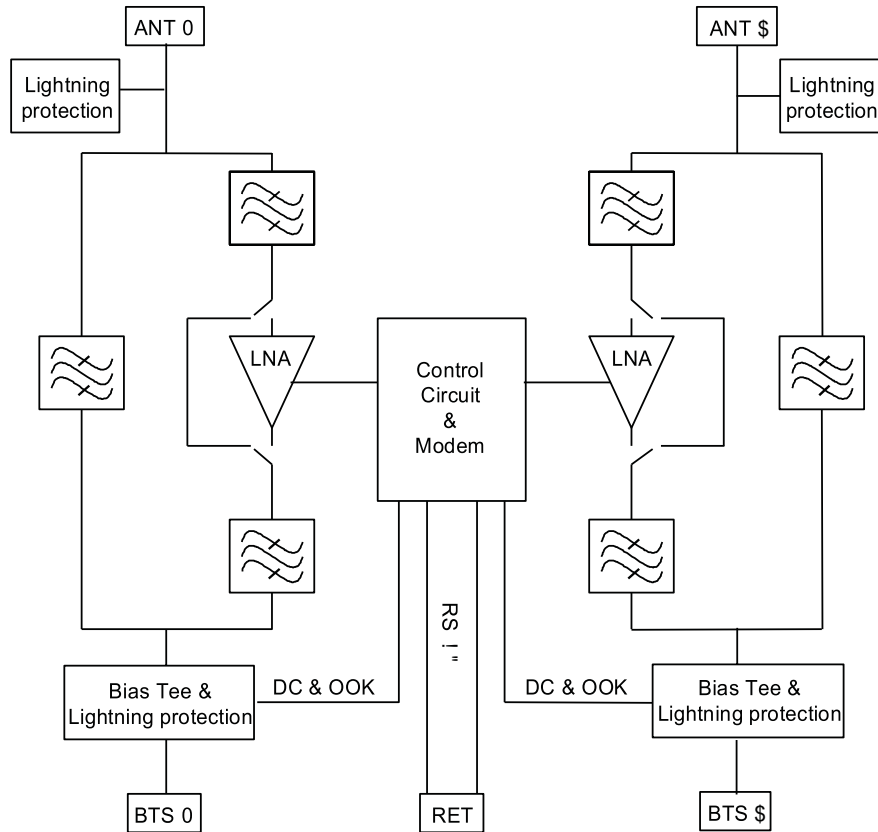 ANT 0
ANT $
Lightning
protection
Lightning
protection
LNA
Control
Circuit
&
Modem
LNA
RS !"
DC & OOK
DC & OOK
Bias Tee &
Lightning protection
Bias Tee &
Lightning protection
BTS 0
RET
BTS $